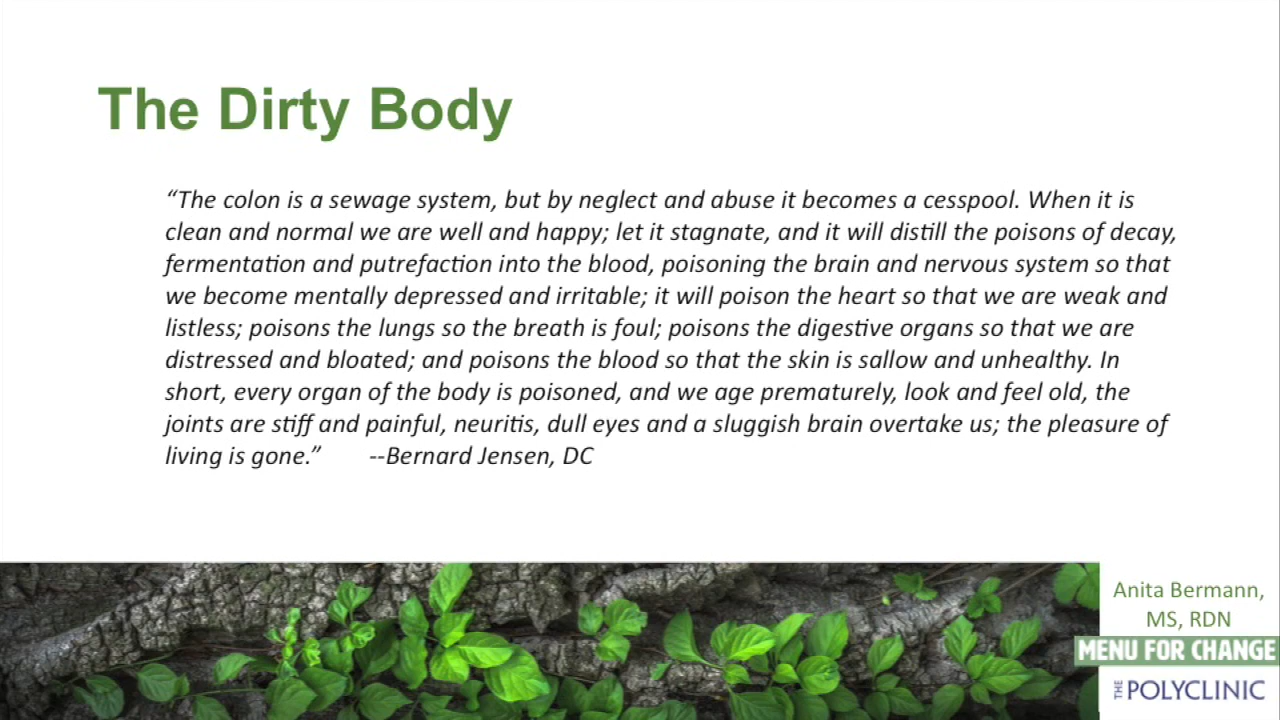 The Dirty Body
“The colon is a sewage system, but by neglect and abuse it becomes a cesspool. When it is
clean and normal we are well and happy; let it stagnate, and it will distill the poisons of decay,
fermentation and putrefaction into the blood, poisoning the brain and nervous system so that
we become mentally depressed and irritable; it will poison the heart so that we are weak and
listless; poisons the lungs so the breath is foul; poisons the digestive organs so that we are
distressed and bloated; and poisons the blood so that the skin is sallow and unhealthy. In
short, every organ of the body is poisoned, and we age prematurely, look and feel old, the
joints are stiff and painful, neuritis, dull eyes and a sluggish brain overtake us; the pleasure of
living is gone.” --Bernard Jensen, DC
Anita Bermann,
MS, RDN
MENU FOR CHANGE
THE POLYCLINIC